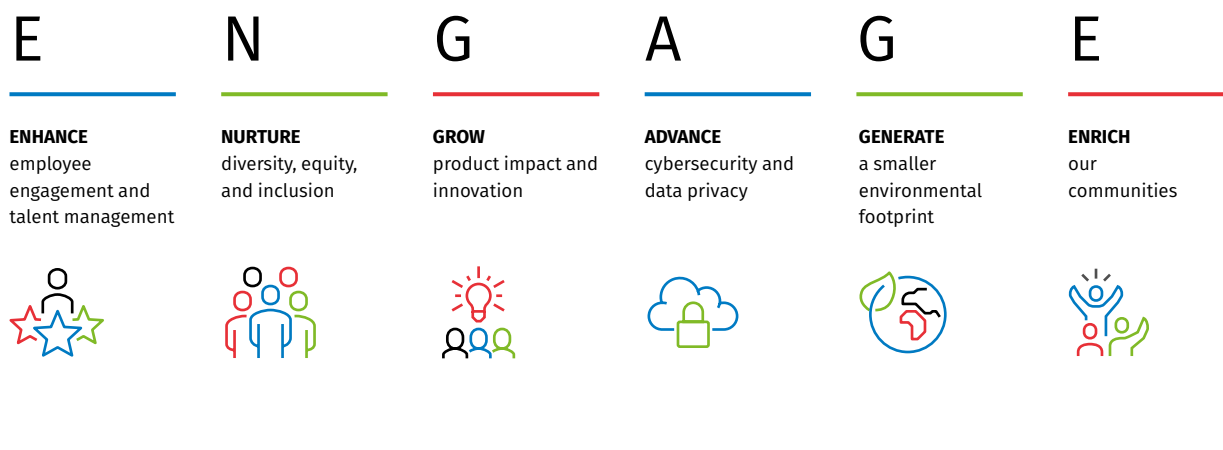 E
ENHANCE
employee
engagement and
talent management
N
NURTURE
diversity, equity,
and inclusion
G
GROW
product impact and
innovation
A
ADVANCE
cybersecurity and
data privacy
G
GENERATE
a smaller
environmental
footprint
E
ENRICH
our
communities